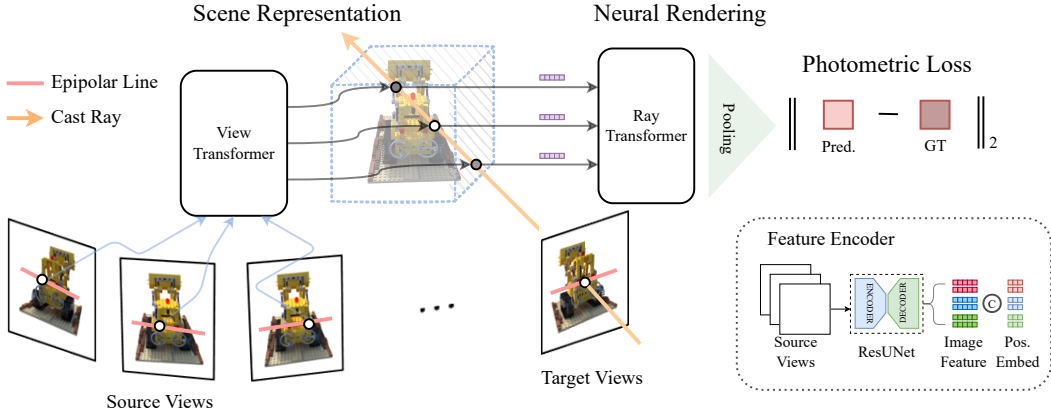 Scene Representation
Neural Rendering
Epipolar Line
Cast Ray
View
Transformer
Ray
Transformer
Pooling
Photometric Loss
Pred.
GT
2
Source Views
Target Views
Feature Encoder
ENCODER
DECODER
C
Source
Views
ResUNet
Image
Feature
Pos.
Embed